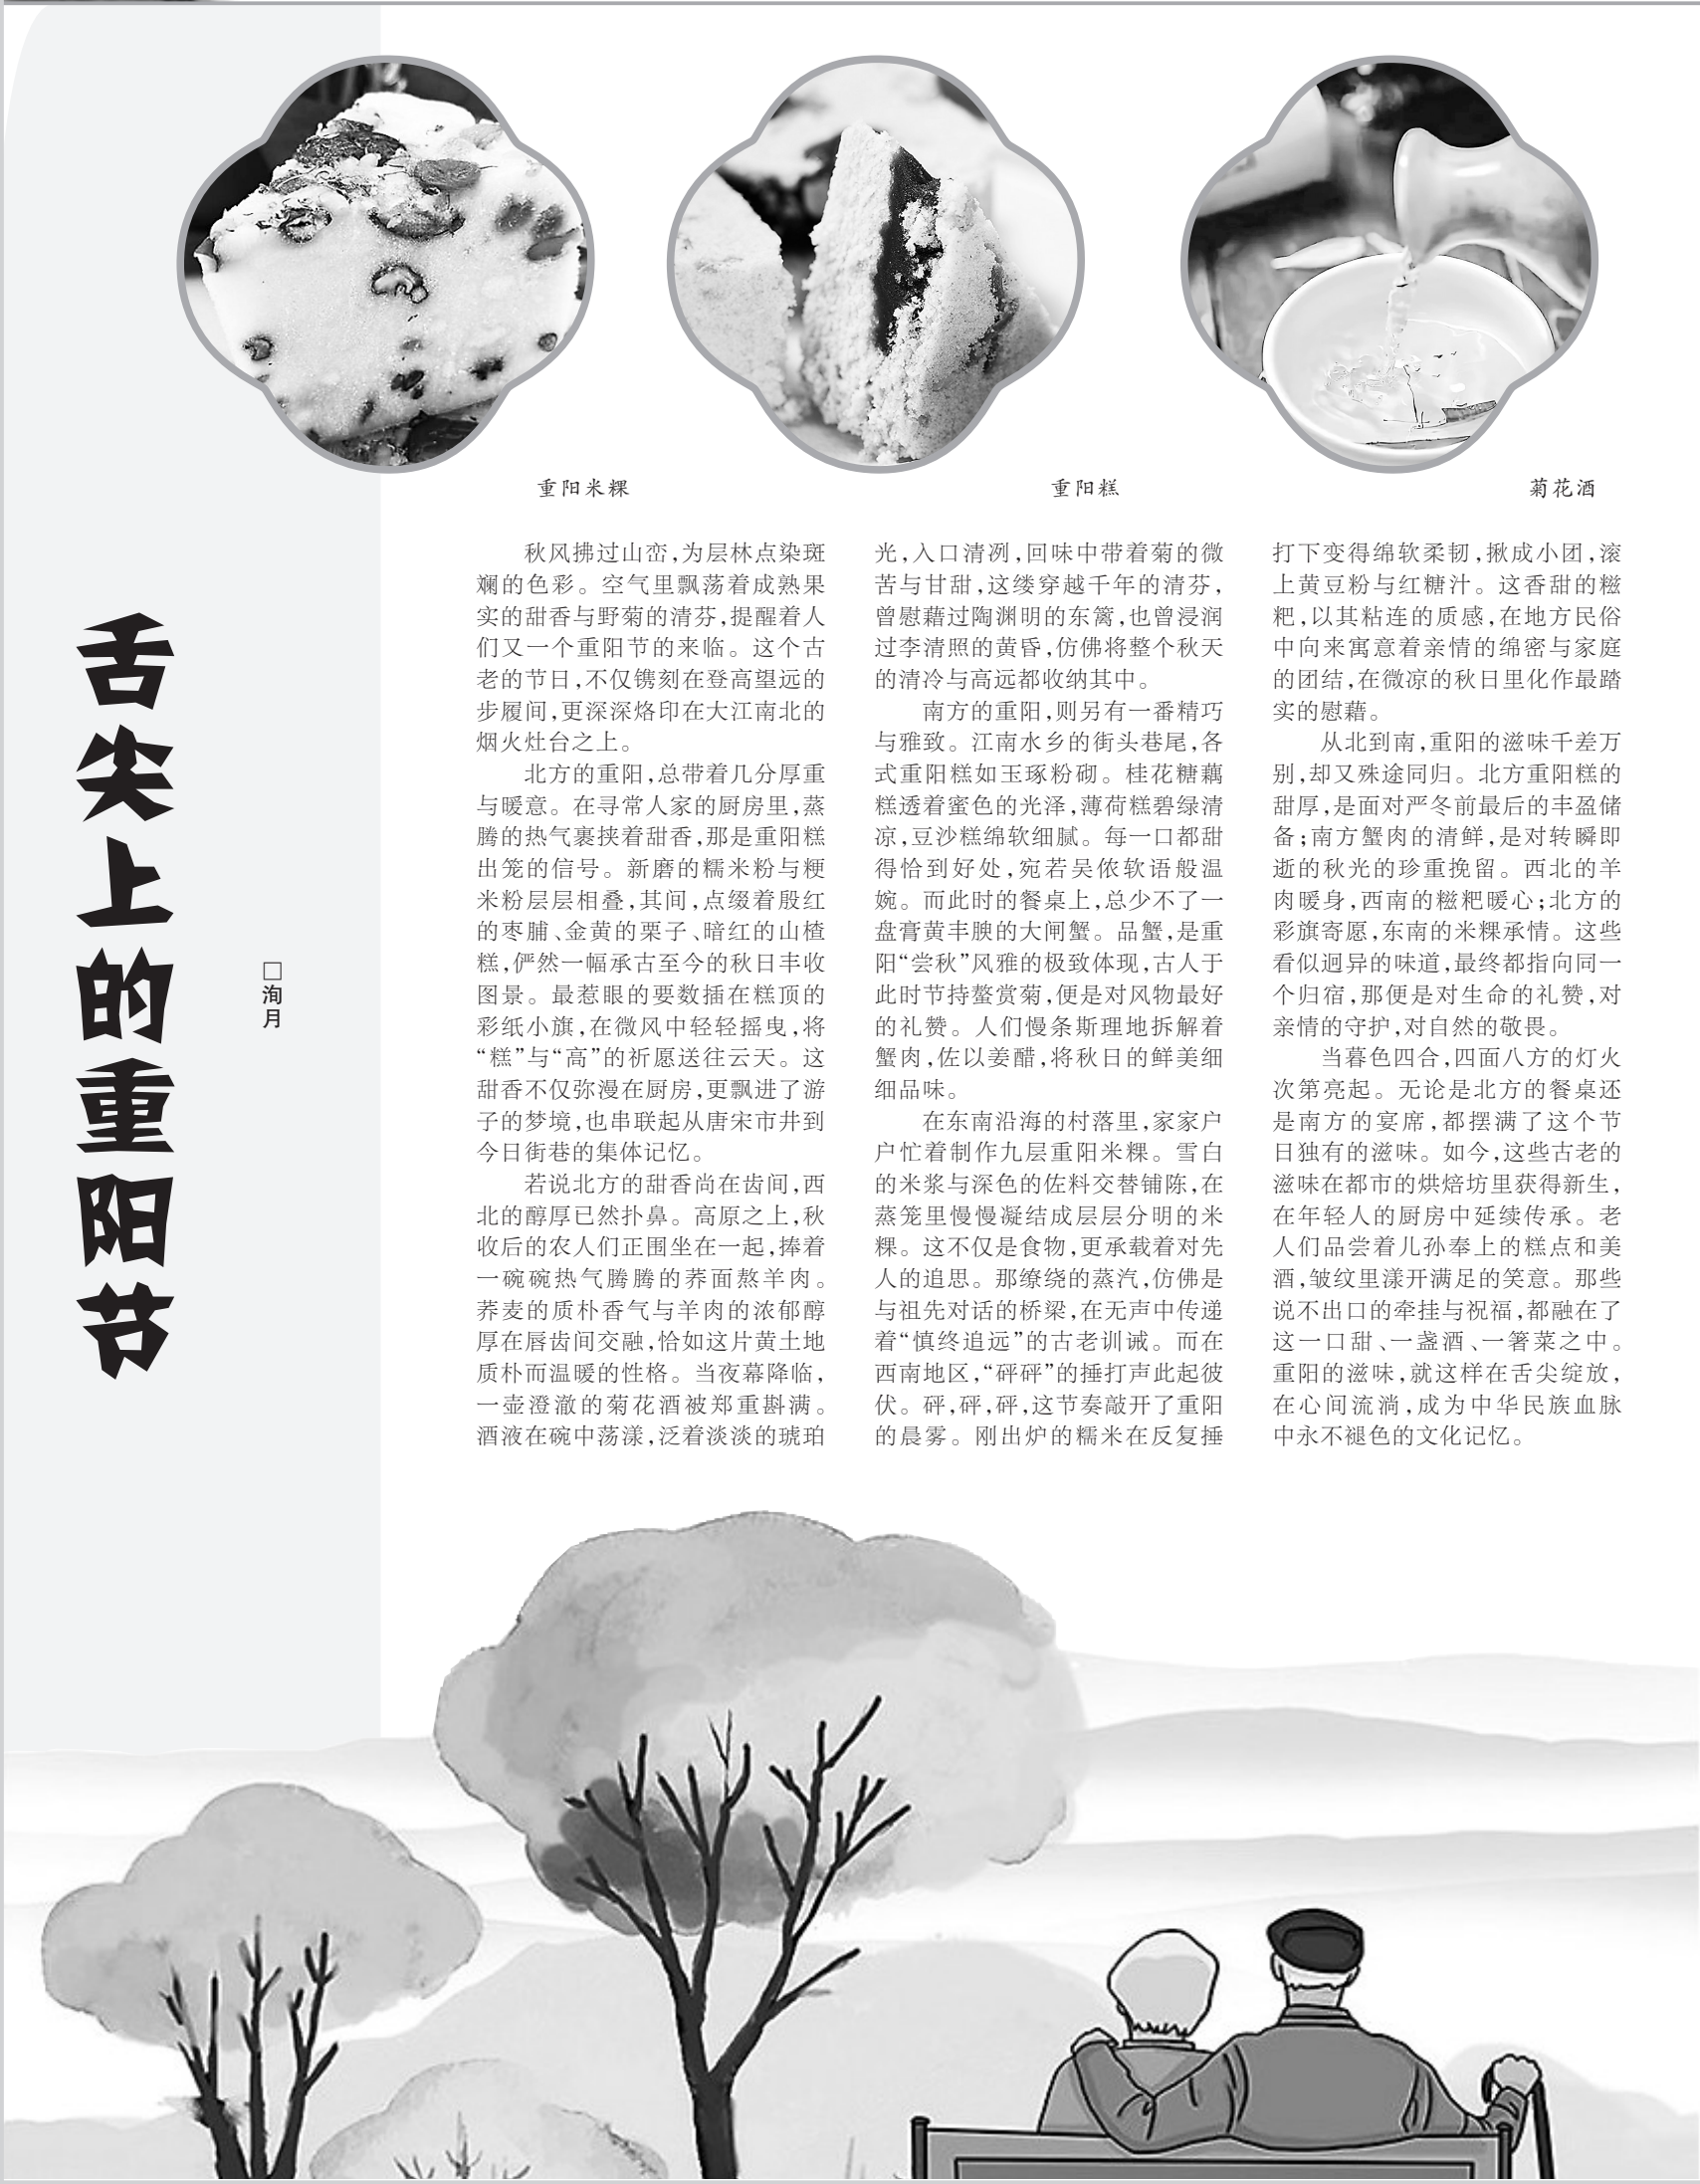 舌尖上的重阳节
□洵月
重阳米粿
重阳糕
菊花酒
秋风拂过山峦,为层林点染斑
斓的色彩。空气里飘荡着成熟果
实的甜香与野菊的清芬,提醒着人
们又一个重阳节的来临。这个古
老的节日,不仅镌刻在登高望远的
步履间,更深深烙印在大江南北的
烟火灶台之上。
北方的重阳,总带着几分厚重
与暖意。在寻常人家的厨房里,蒸
腾的热气裹挟着甜香,那是重阳糕
出笼的信号。新磨的糯米粉与粳
米粉层层相叠,其间,点缀着殷红
的枣脯、金黄的栗子、暗红的山楂
糕,俨然一幅承古至今的秋日丰收
图景。最惹眼的要数插在糕顶的
彩纸小旗,在微风中轻轻摇曳,将
“糕”与“高”的祈愿送往云天。这
甜香不仅弥漫在厨房,更飘进了游
子的梦境,也串联起从唐宋市井到
今日街巷的集体记忆。
若说北方的甜香尚在齿间,西
北的醇厚已然扑鼻。高原之上,秋
收后的农人们正围坐在一起,捧着
一碗碗热气腾腾的荞面熬羊肉。
荞麦的质朴香气与羊肉的浓郁醇
厚在唇齿间交融,恰如这片黄土地
质朴而温暖的性格。当夜幕降临,
一壶澄澈的菊花酒被郑重斟满。
酒液在碗中荡漾,泛着淡淡的琥珀
光,入口清冽,回味中带着菊的微
苦与甘甜,这缕穿越千年的清芬,
曾慰藉过陶渊明的东篱,也曾浸润
过李清照的黄昏,仿佛将整个秋天
的清冷与高远都收纳其中。
南方的重阳,则另有一番精巧
与雅致。江南水乡的街头巷尾,各
式重阳糕如玉琢粉砌。桂花糖藕
糕透着蜜色的光泽,薄荷糕碧绿清
凉,豆沙糕绵软细腻。每一口都甜
得恰到好处,宛若吴侬软语般温
婉。而此时的餐桌上,总少不了一
盘膏黄丰腴的大闸蟹。品蟹,是重
阳“尝秋”风雅的极致体现,古人于
此时节持螯赏菊,便是对风物最好
的礼赞。人们慢条斯理地拆解着
蟹肉,佐以姜醋,将秋日的鲜美细
细品味。
在东南沿海的村落里,家家户
户忙着制作九层重阳米粿。雪白
的米浆与深色的佐料交替铺陈,在
蒸笼里慢慢凝结成层层分明的米
粿。这不仅是食物,更承载着对先
人的追思。那缭绕的蒸汽,仿佛是
与祖先对话的桥梁,在无声中传递
着“慎终追远”的古老训诫。而在
西南地区,“砰砰”的捶打声此起彼
伏。砰,砰,砰,这节奏敲开了重阳
的晨雾。刚出炉的糯米在反复捶
打下变得绵软柔韧,揪成小团,滚
上黄豆粉与红糖汁。这香甜的糍
粑,以其粘连的质感,在地方民俗
中向来寓意着亲情的绵密与家庭
的团结,在微凉的秋日里化作最踏
实的慰藉。
从北到南,重阳的滋味千差万
别,却又殊途同归。北方重阳糕的
甜厚,是面对严冬前最后的丰盈储
备;南方蟹肉的清鲜,是对转瞬即
逝的秋光的珍重挽留。西北的羊
肉暖身,西南的糍粑暖心;北方的
彩旗寄愿,东南的米粿承情。这些
看似迥异的味道,最终都指向同一
个归宿,那便是对生命的礼赞,对
亲情的守护,对自然的敬畏。
当暮色四合,四面八方的灯火
次第亮起。无论是北方的餐桌还
是南方的宴席,都摆满了这个节
日独有的滋味。如今,这些古老的
滋味在都市的烘焙坊里获得新生,
在年轻人的厨房中延续传承。老
人们品尝着儿孙奉上的糕点和美
酒,皱纹里漾开满足的笑意。那些
说不出口的牵挂与祝福,都融在了
这一口甜、一盏酒、一箸菜之中。
重阳的滋味,就这样在舌尖绽放,
在心间流淌,成为中华民族血脉
中永不褪色的文化记忆。